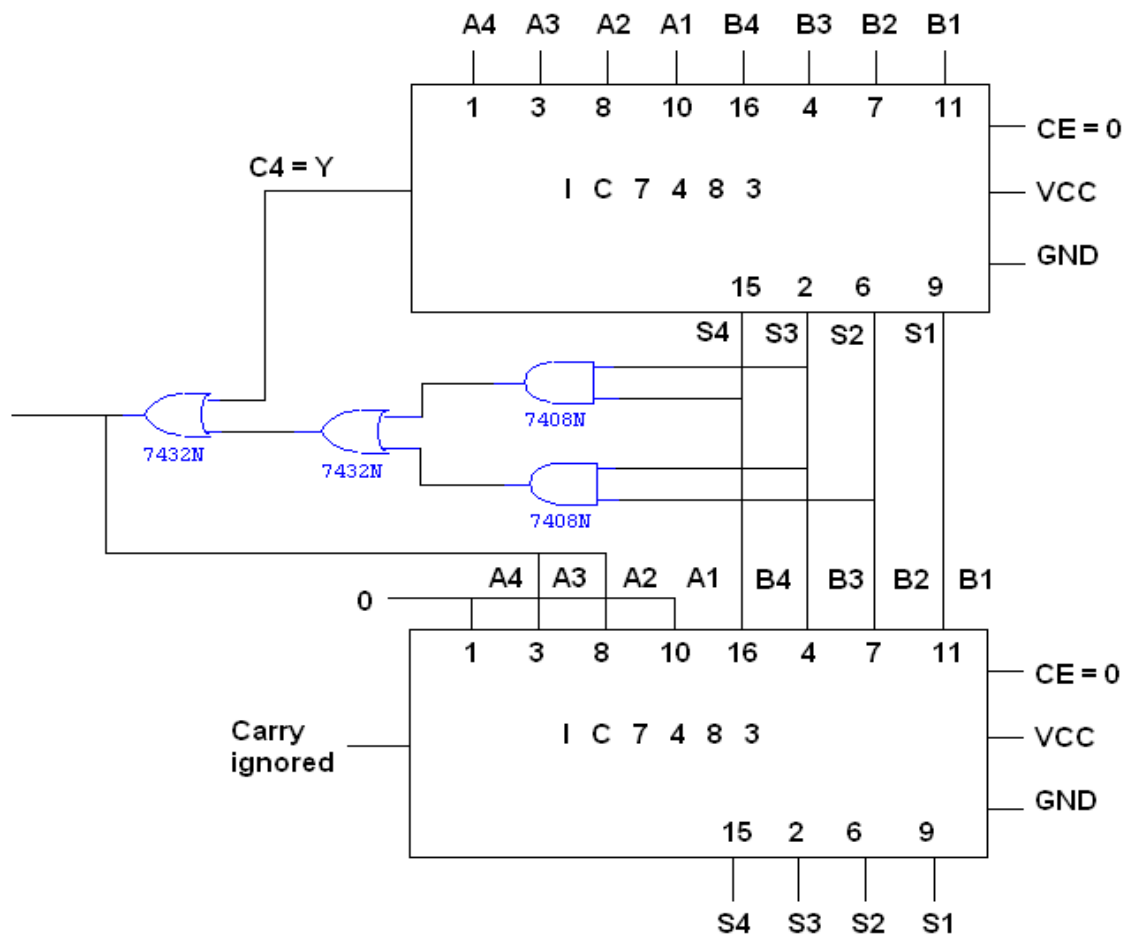 A4 A3 A2 A1 B4 B3 B2 B1
1 3 8 10 16 4 7 11
CE = 0
C4 = Y
I C 7 4 8 3
VCC
GND
15 2 6 9
S4 S3 S2 S1
7408N
7432N
7432N
7408N
A4 A3 A2 A1 B4 B3 B2 B1
0
1 3 8 10 16 4 7 11
CE = 0
Carry
ignored
I C 7 4 8 3
VCC
GND
15 2 6 9
S4 S3 S2 S1